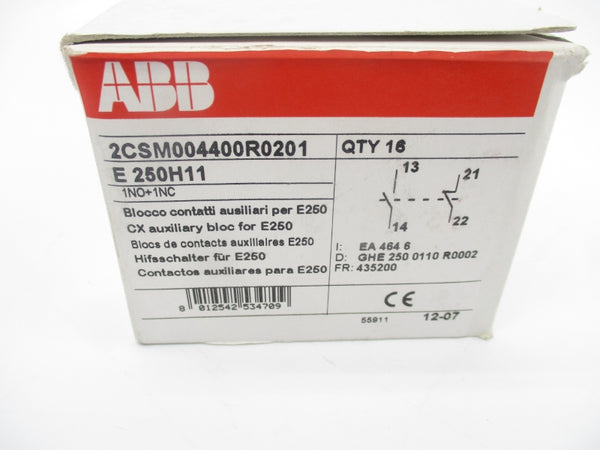 ABB
2CSM004400R0201
QTY 16
E 250H11
1NO+1NC
13
21
14
22
Blocco contatti ausiliari per E250
CX auxiliary bloc for E250
Blocs de contacts auxiliaires E250
Hifsschalter für E250
Contactos auxiliares para E250
I: EA 464 6
D: GHE 250 0110 R0002
FR: 435200
8 012542 534709
CE
55911
12-07